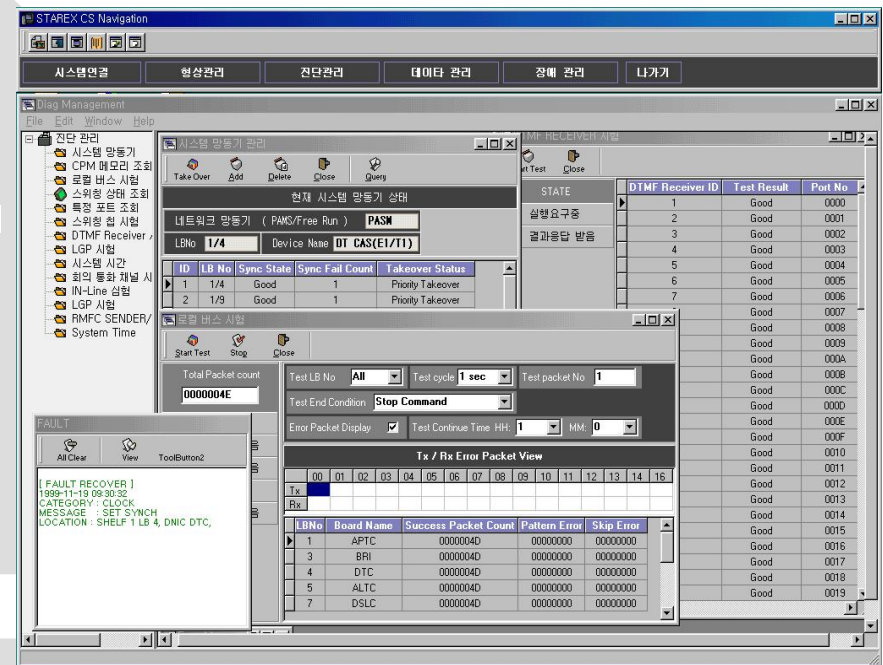 STAREX CS Navigation
시스템연결 형상관리 진단관리 데이타 관리 장애 관리 나가기
Diag Management
File Edit Window Help
진단 관리
시스템 망동기
CPM 메모리 조회
로컬 버스 시험
스위칭 상태 조회
특정 포트 조회
스위칭 칩 시험
DTMF Receiver
LGP 시험
시스템 시간
회의 통화 채널 시
IN-Line 심험
LGP 시험
RMFC SENDER/
System Time
시스템 망동기 관리
Take Over Add Delete Close Query
현재 시스템 망동기 상태
네트워크 망동기 ( PAMS/Free Run ) PASM
LBNo 1/4 Device Name DT CAS(E1/T1)
ID LB No Sync State Sync Fail Count Takeover Status
1 1/4 Good 1 Priority Takeover
2 1/9 Good 1 Priority Takeover
TMF RECEIVER 시험
rt Test Close
STATE
실행요구중
결과응답 받음
DTMF Receiver ID Test Result Port No
1 Good 0000
2 Good 0001
3 Good 0002
4 Good 0003
5 Good 0004
6 Good 0005
7 Good 0006
Good 0007
Good 0008
Good 0009
Good 000A
Good 000B
Good 000C
Good 000D
Good 000E
Good 000F
Good 0010
Good 0011
Good 0012
Good 0013
Good 0014
Good 0015
Good 0016
Good 0017
Good 0018
Good 0019
로컬 버스 시험
Start Test Stop Close
Total Packet count
0000004E
Test LB No All Test cycle 1 sec Test packet No 1
Test End Condition Stop Command
Error Packet Display Test Continue Time HH: 1 MM: 0
Tx / Rx Error Packet View
00 01 02 03 04 05 06 07 08 09 10 11 12 13 14 16
Tx
Rx
LBNo Board Name Success Packet Count Pattern Error Skip Error
1 APTC 0000004D 00000000 00000000
3 BRI 0000004D 00000000 00000000
4 DTC 0000004D 00000000 00000000
5 ALTC 0000004D 00000000 00000000
7 DSLC 0000004D 00000000 00000000
FAULT
All Clear View ToolButton2
[ FAULT RECOVER ]
1999-11-19 09:30:32
CATEGORY : CLOCK
MESSAGE : SET SYNCH
LOCATION : SHELF 1 LB 4, DNIC DTC,